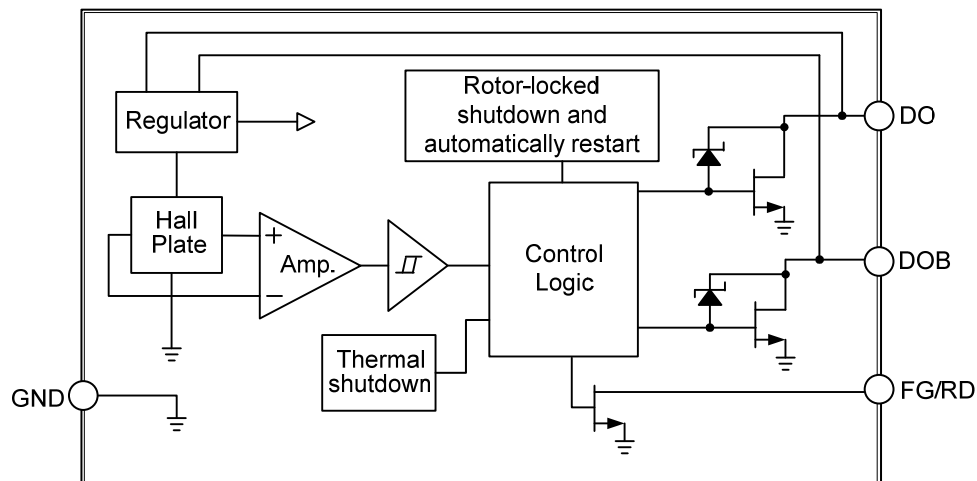 Rotor-locked
shutdown and
automatically restart
Regulator
DO
Hall
Plate
+
Amp.
−
Control
Logic
DOB
Thermal
shutdown
GND
FG/RD